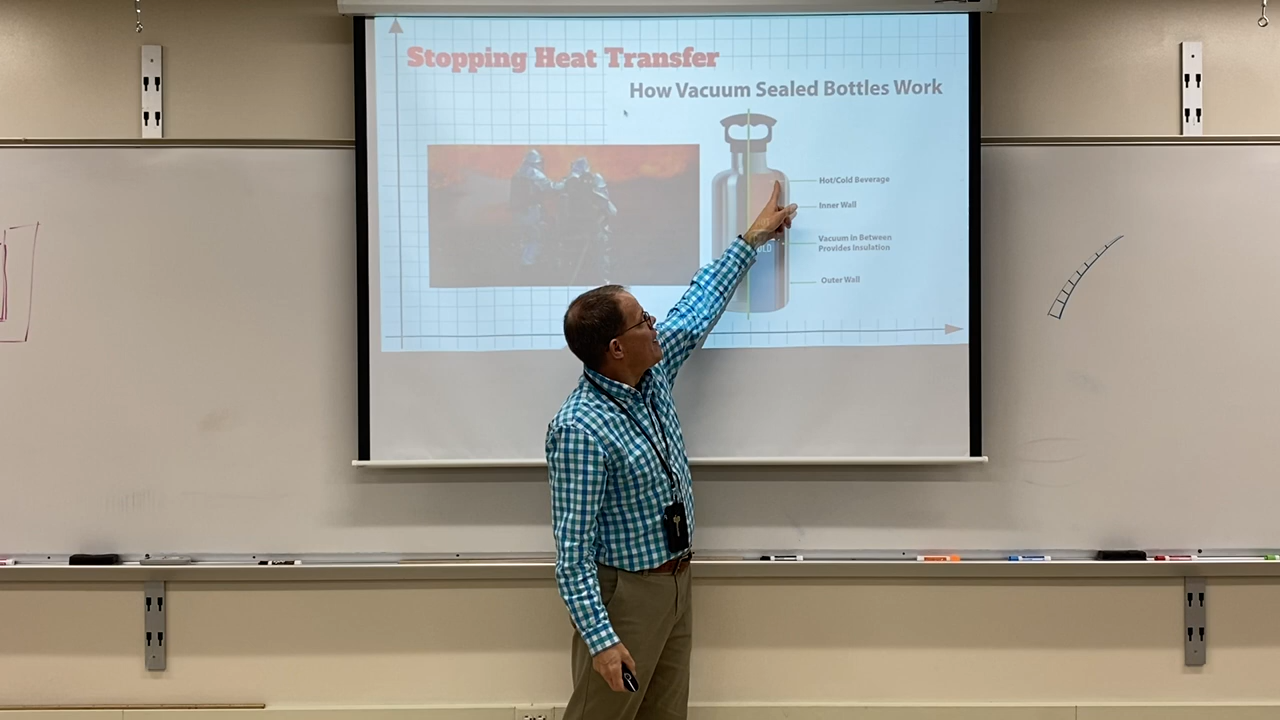 Stopping Heat Transfer
How Vacuum Sealed Bottles Work
Hot/Cold Beverage
Inner Wall
Vacuum in Between
Provides Insulation
Outer Wall